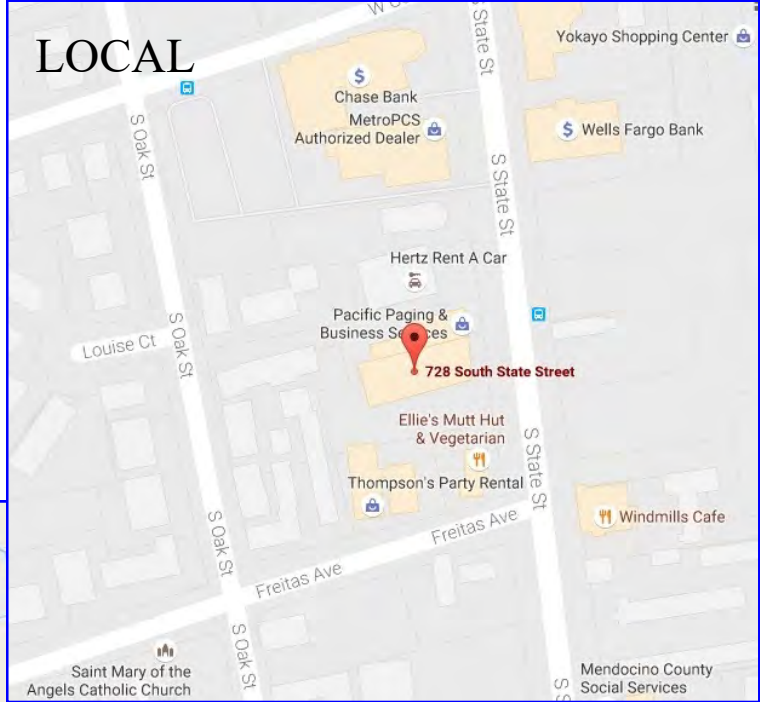 LOCAL
S State St
Yokayo Shopping Center
Chase Bank
MetroPCS
Authorized Dealer
Wells Fargo Bank
S Oak St
S State St
Hertz Rent A Car
Pacific Paging &
Business
Louise Ct
S Oak St
728 South State Street
Ellie's Mutt Hut
& Vegetarian
S State St
Thompson's Party Rental
Windmills Cafe
S Oak St
Freitas Ave
Freitas Ave
S Oak St
Saint Mary of the
Angels Catholic Church
Mendocino County
Social Services